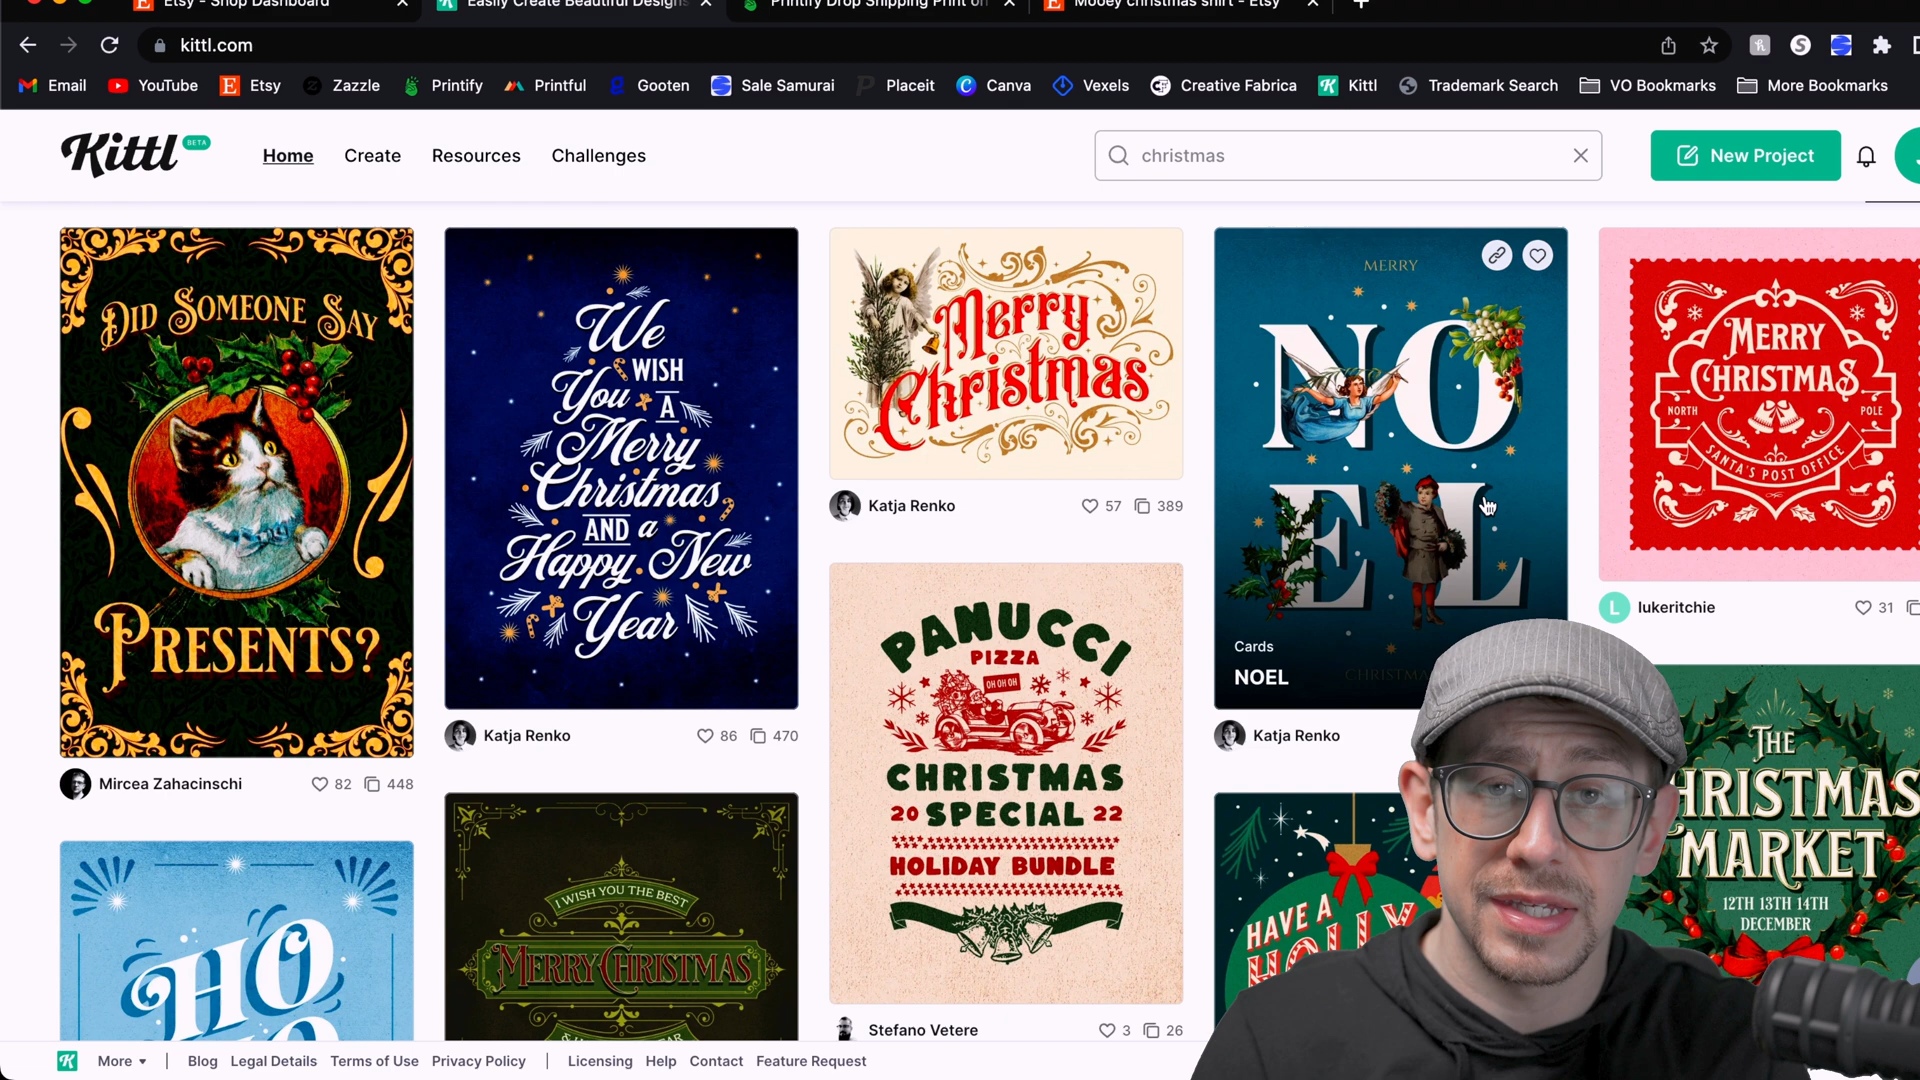 Etsy - Shop Dashboard
Easily Create Beautiful Designs
Printify Drop Shipping Print on
Mooey christmas shirt - Etsy
kittl.com
Email
YouTube
Etsy
Zazzle
Printify
Printful
Gooten
Sale Samurai
Placeit
Canva
Vexels
Creative Fabrica
Kittl
Trademark Search
VO Bookmarks
More Bookmarks
Kittl
BETA
Home
Create
Resources
Challenges
christmas
New Project
DID SOMEONE SAY
PRESENTS?
Mircea Zahacinschi
82
448
We
WISH
You A
Merry
Christmas
AND a
Happy New
Year
Katja Renko
86
470
Merry
Christmas
Katja Renko
57
389
MERRY
NO
EL
Cards
NOEL
Katja Renko
MERRY
CHRISTMAS
NORTH
POLE
SANTA'S POST OFFICE
L
lukeritchie
31
HO
I WISH YOU THE BEST
MERRY CHRISTMAS
PANUCCI
PIZZA
OH OH OH
CHRISTMAS
20 SPECIAL 22
HOLIDAY BUNDLE
Stefano Vetere
3
26
HAVE A
HOLLY
THE
CHRISTMAS
MARKET
12TH 13TH 14TH
DECEMBER
More
Blog
Legal Details
Terms of Use
Privacy Policy
Licensing
Help
Contact
Feature Request